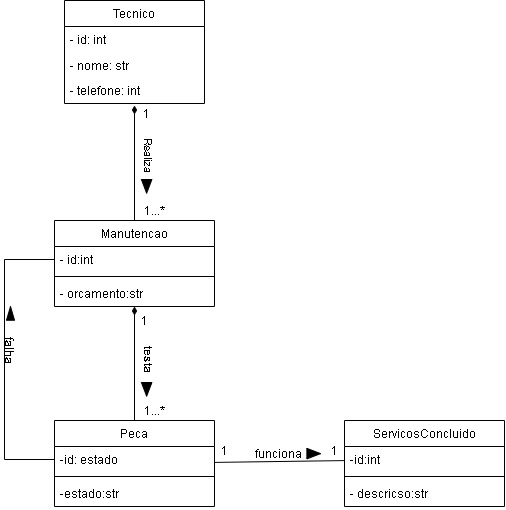 Tecnico
- id: int
- nome: str
- telefone: int
1
Realiza
1...*
Manutencao
- id:int
- orcamento:str
1
testa
1...*
falha
Peca
-id: estado
-estado:str
1
funciona
1
ServicosConcluido
-id:int
- descricso:str